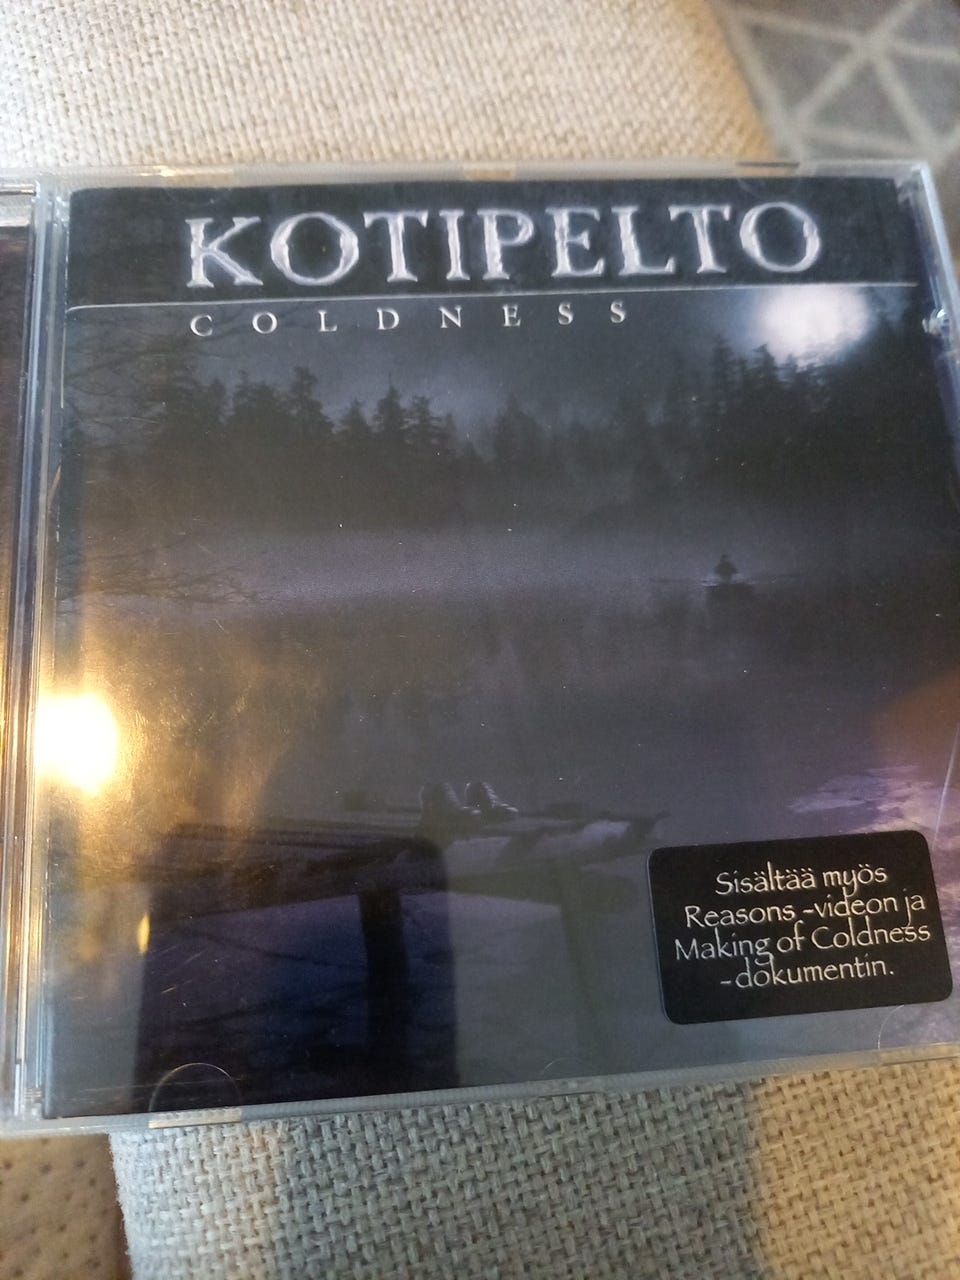 KOTIPELTO
COLDNESS
Sisältää myös
Reasons -videon ja
Making of Coldness
-dokumentin.